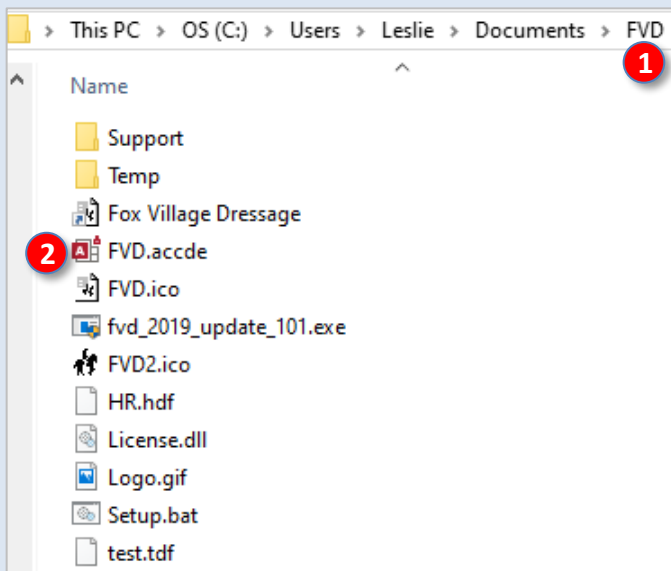 This PC > OS (C:) > Users > Leslie > Documents > FVD
1
Name
Support
Temp
Fox Village Dressage
2 FVD.accde
FVD.ico
fvd_2019_update_101.exe
FVD2.ico
HR.hdf
License.dll
Logo.gif
Setup.bat
test.tdf